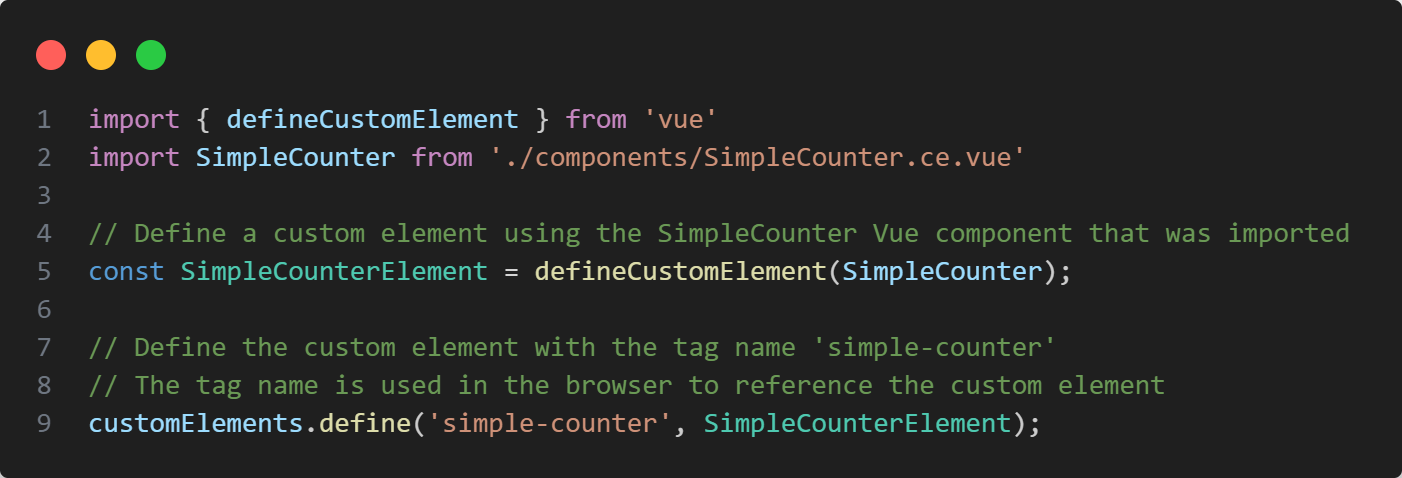 1 import { defineCustomElement } from 'vue'
2 import SimpleCounter from './components/SimpleCounter.ce.vue'
3
4 // Define a custom element using the SimpleCounter Vue component that was imported
5 const SimpleCounterElement = defineCustomElement(SimpleCounter);
6
7 // Define the custom element with the tag name 'simple-counter'
8 // The tag name is used in the browser to reference the custom element
9 customElements.define('simple-counter', SimpleCounterElement);